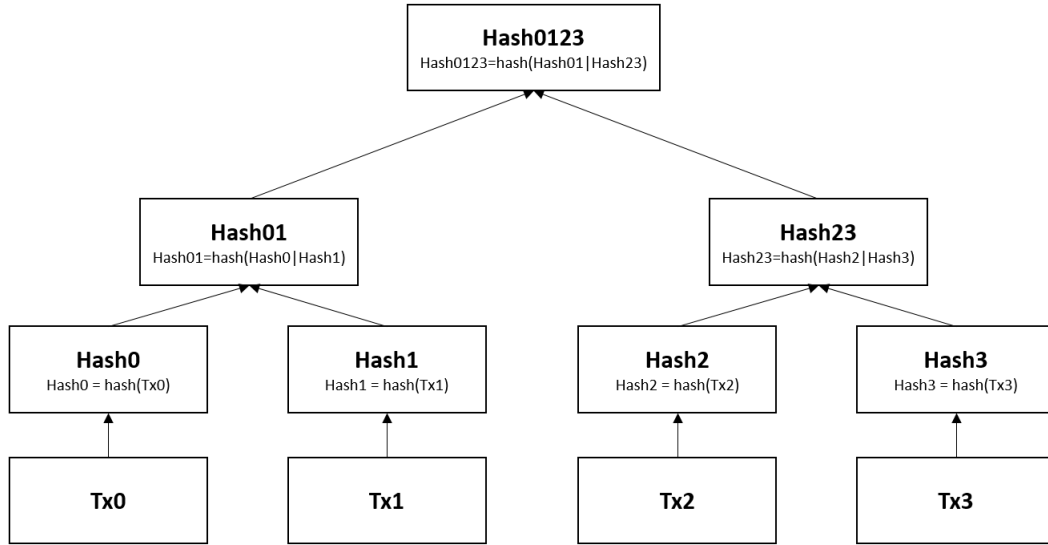 Hash0123
Hash0123=hash(Hash01|Hash23)
Hash01
Hash01=hash(Hash0|Hash1)
Hash23
Hash23=hash(Hash2|Hash3)
Hash0
Hash0 = hash(Tx0)
Hash1
Hash1 = hash(Tx1)
Hash2
Hash2 = hash(Tx2)
Hash3
Hash3 = hash(Tx3)
Tx0
Tx1
Tx2
Tx3